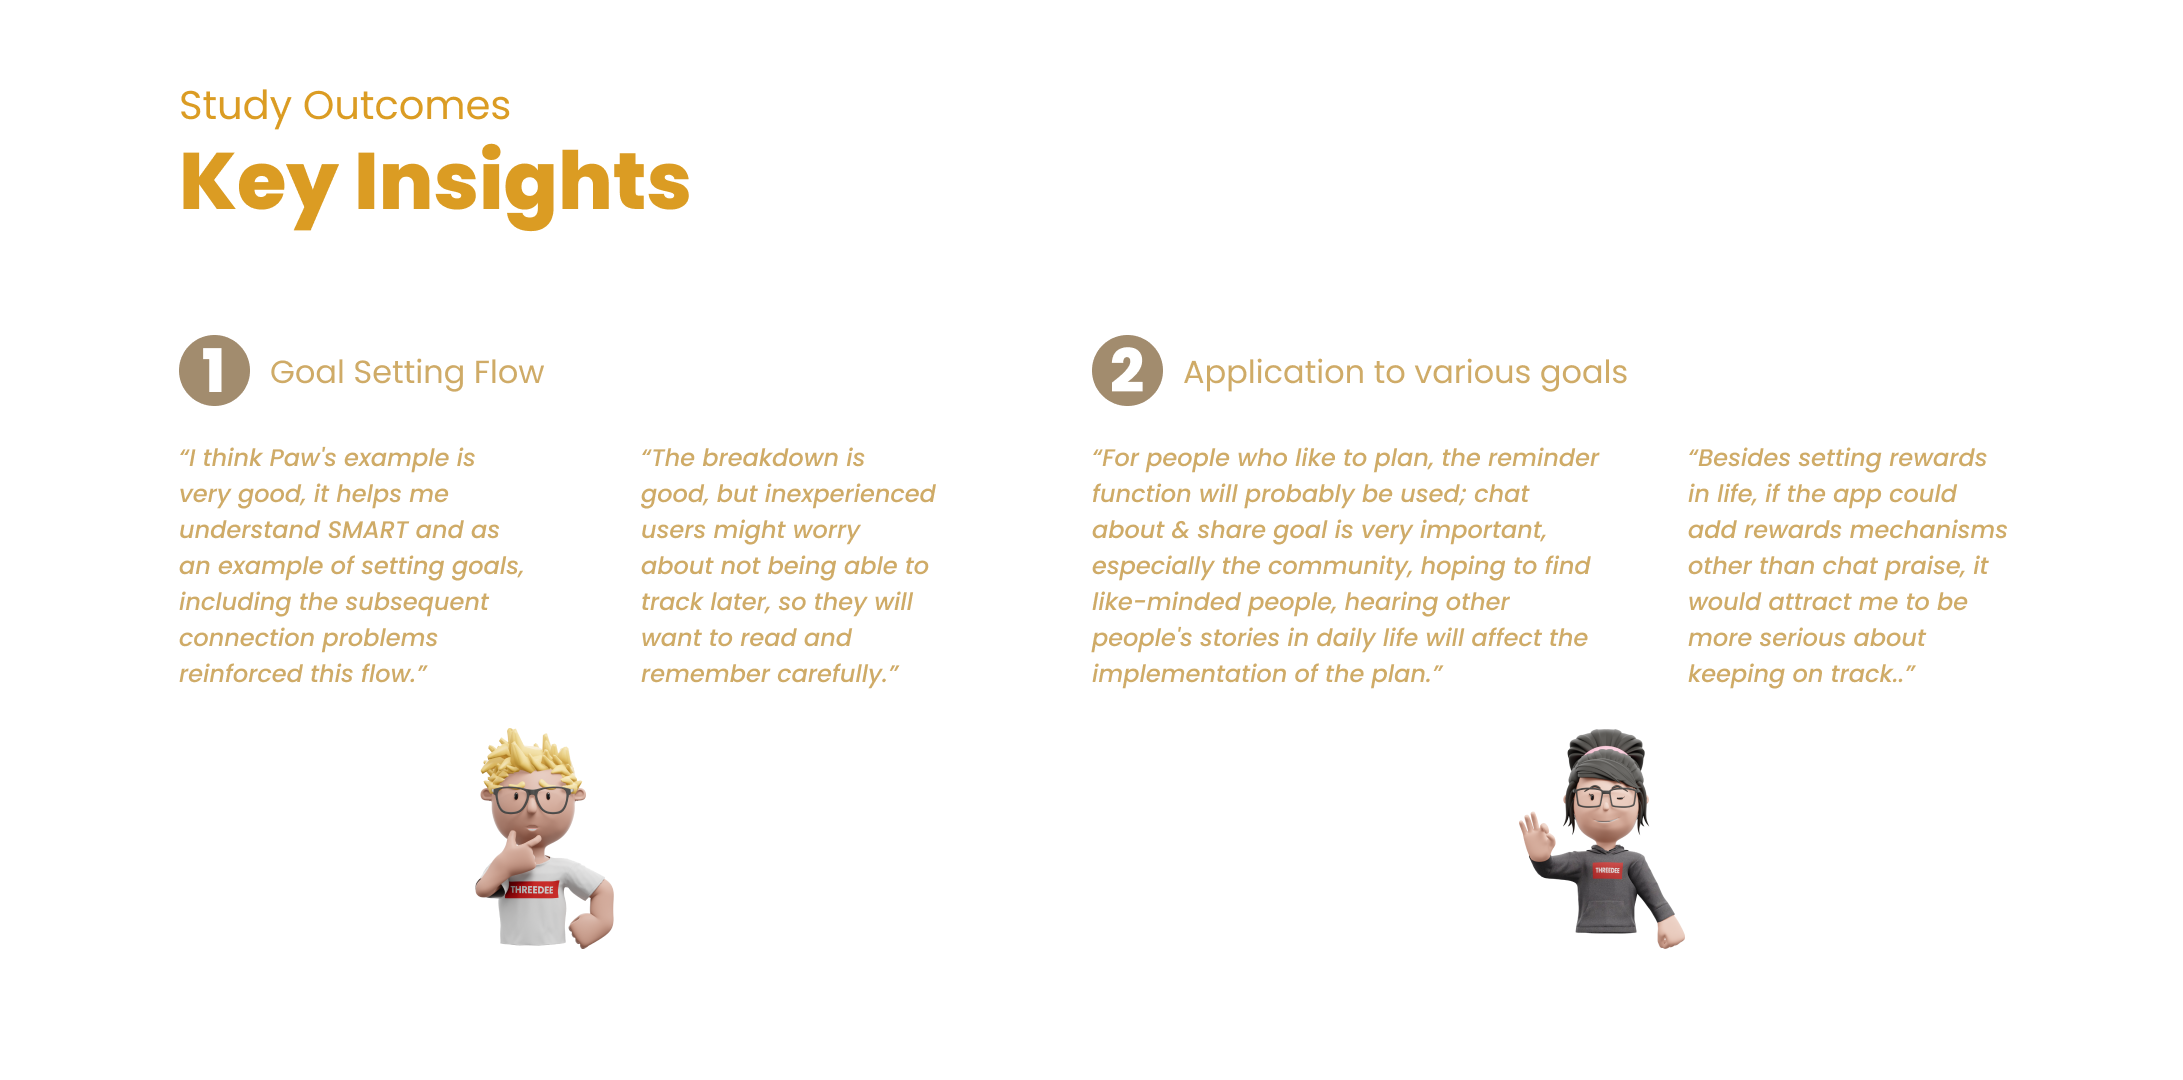 Study Outcomes
Key Insights
1
Goal Setting Flow
“I think Paw's example is
very good, it helps me
understand SMART and as
an example of setting goals,
including the subsequent
connection problems
reinforced this flow.”
“The breakdown is
good, but inexperienced
users might worry
about not being able to
track later, so they will
want to read and
remember carefully.”
THREEDEE
2
Application to various goals
“For people who like to plan, the reminder
function will probably be used; chat
about & share goal is very important,
especially the community, hoping to find
like-minded people, hearing other
people's stories in daily life will affect the
implementation of the plan.”
“Besides setting rewards
in life, if the app could
add rewards mechanisms
other than chat praise, it
would attract me to be
more serious about
keeping on track..”
THREEDEE